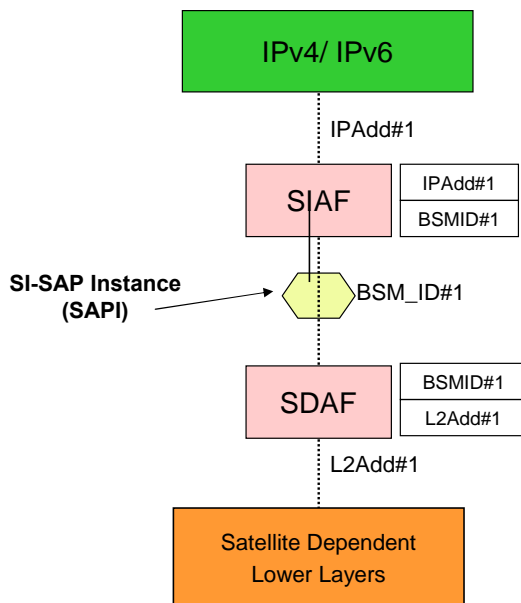 IPv4/ IPv6
IPAdd#1
SIAF
IPAdd#1
BSMID#1
SI-SAP Instance
(SAPI)
BSM_ID#1
SDAF
BSMID#1
L2Add#1
L2Add#1
Satellite Dependent
Lower Layers